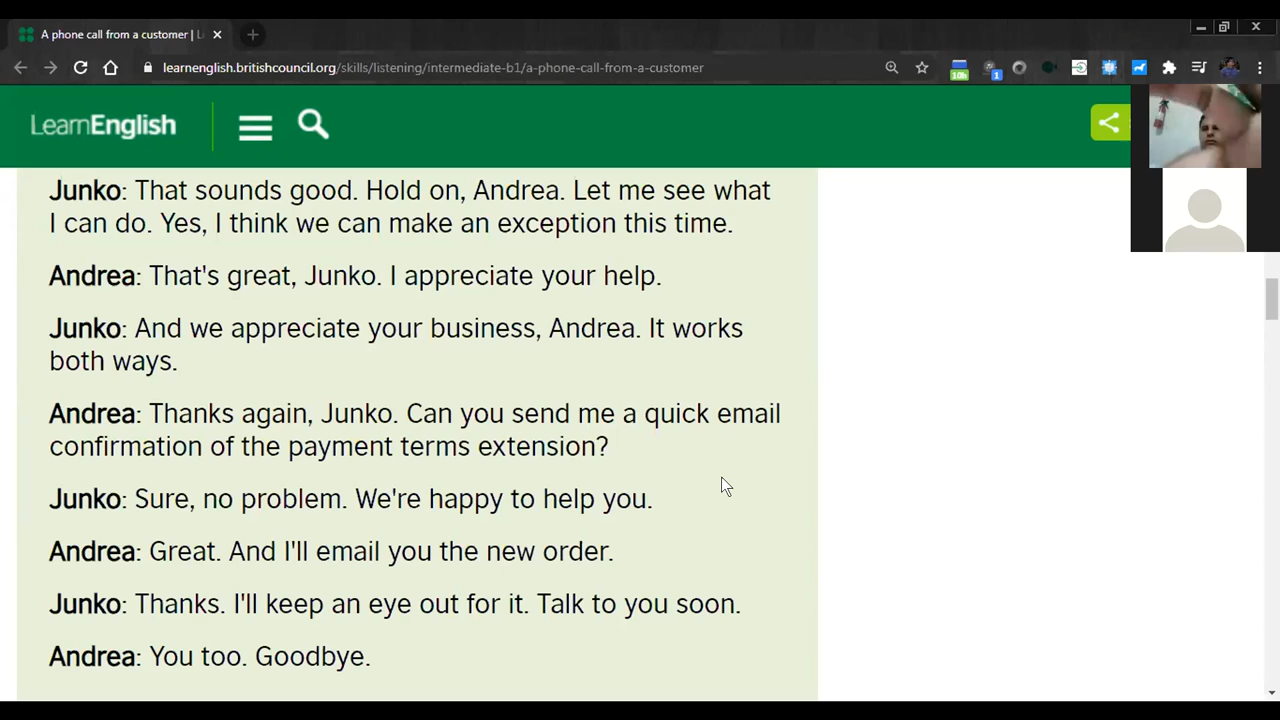 A phone call from a customer | L
learnenglish.britishcouncil.org/skills/listening/intermediate-b1/a-phone-call-from-a-customer
10h
1
LearnEnglish
Junko: That sounds good. Hold on, Andrea. Let me see what
I can do. Yes, I think we can make an exception this time.
Andrea: That's great, Junko. I appreciate your help.
Junko: And we appreciate your business, Andrea. It works
both ways.
Andrea: Thanks again, Junko. Can you send me a quick email
confirmation of the payment terms extension?
Junko: Sure, no problem. We're happy to help you.
Andrea: Great. And I'll email you the new order.
Junko: Thanks. I'll keep an eye out for it. Talk to you soon.
Andrea: You too. Goodbye.